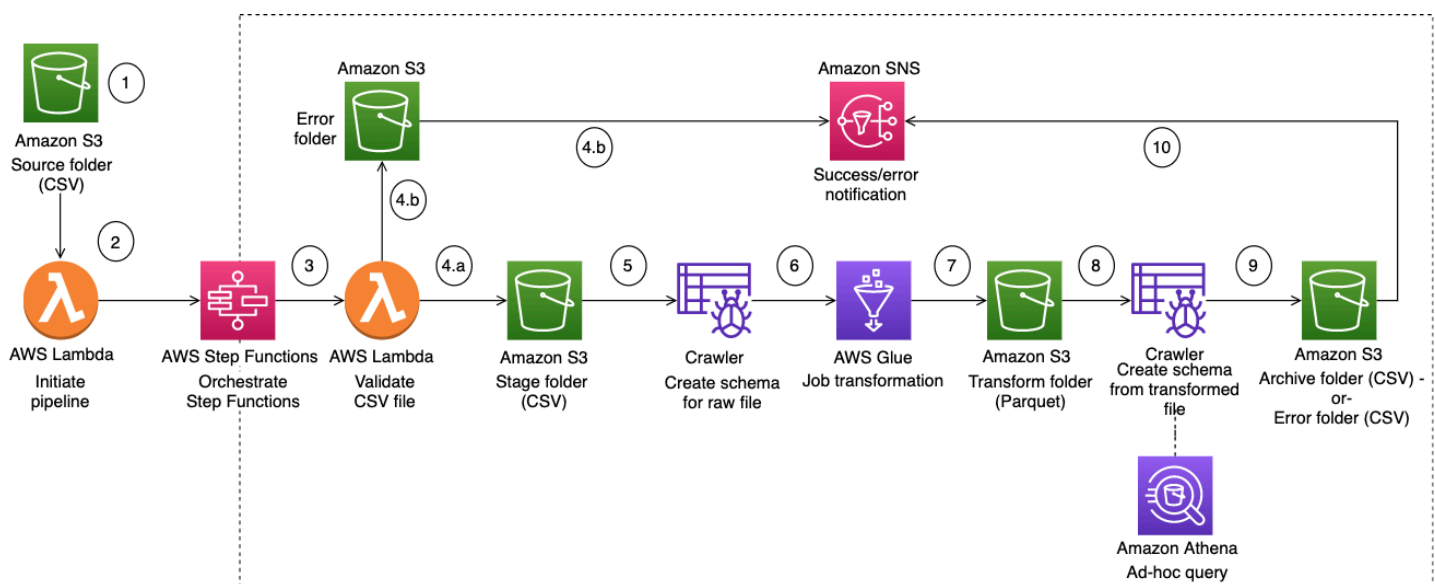 1
Amazon S3
Source folder
(CSV)
2
AWS Lambda
Initiate
pipeline
AWS Step Functions
Orchestrate
Step Functions
3
AWS Lambda
Validate
CSV file
4.b
Error
folder
Amazon S3
4.b
Amazon SNS
Success/error
notification
10
4.a
Amazon S3
Stage folder
(CSV)
5
Crawler
Create schema
for raw file
6
AWS Glue
Job transformation
7
Amazon S3
Transform folder
(Parquet)
8
Crawler
Create schema
from transformed
file
9
Amazon S3
Archive folder (CSV) -
or-
Error folder (CSV)
Amazon Athena
Ad-hoc query